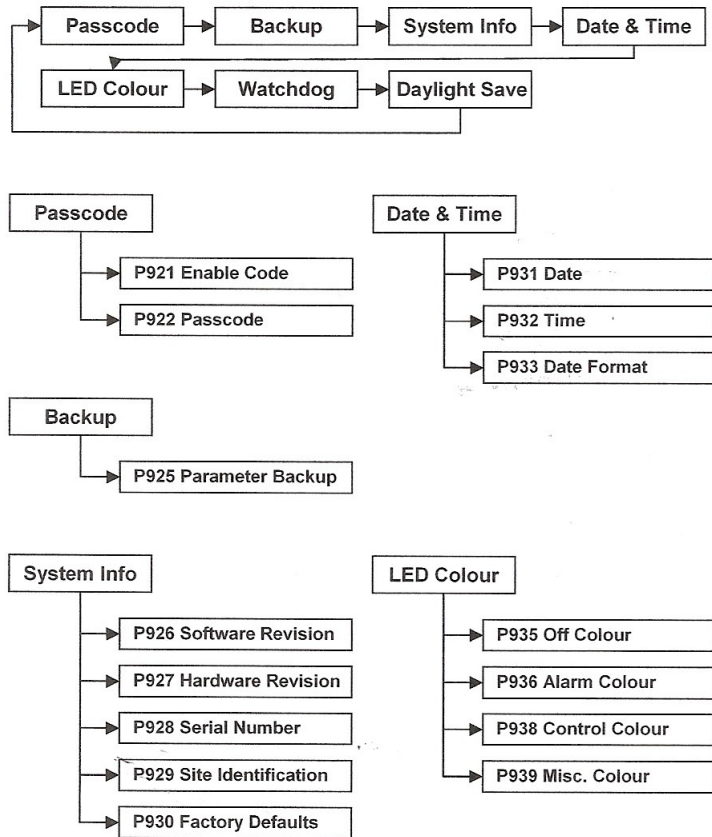 Passcode Backup System Info Date & Time
LED Colour Watchdog Daylight Save
Passcode
P921 Enable Code
P922 Passcode
Date & Time
P931 Date
P932 Time
P933 Date Format
Backup
P925 Parameter Backup
System Info
P926 Software Revision
P927 Hardware Revision
P928 Serial Number
P929 Site Identification
P930 Factory Defaults
LED Colour
P935 Off Colour
P936 Alarm Colour
P938 Control Colour
P939 Misc. Colour